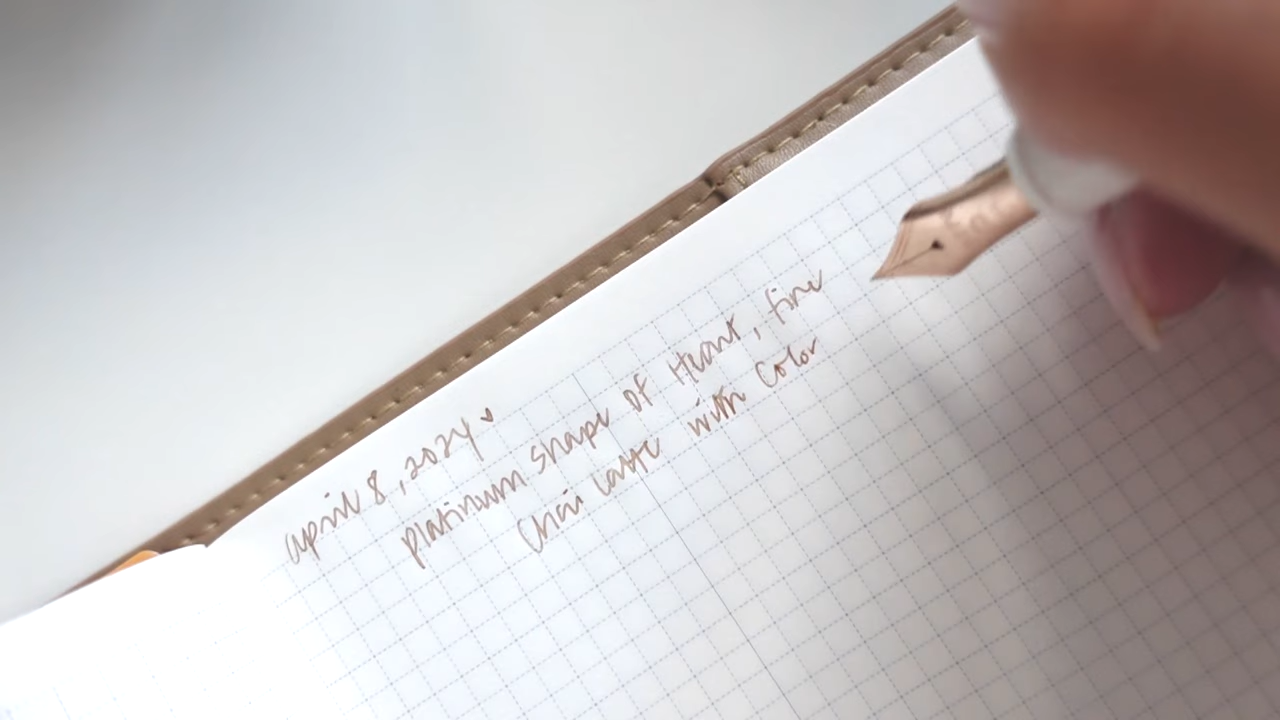 april 8, 2024 ♥
platinum shape of Heart, fine
Chai latte with Color